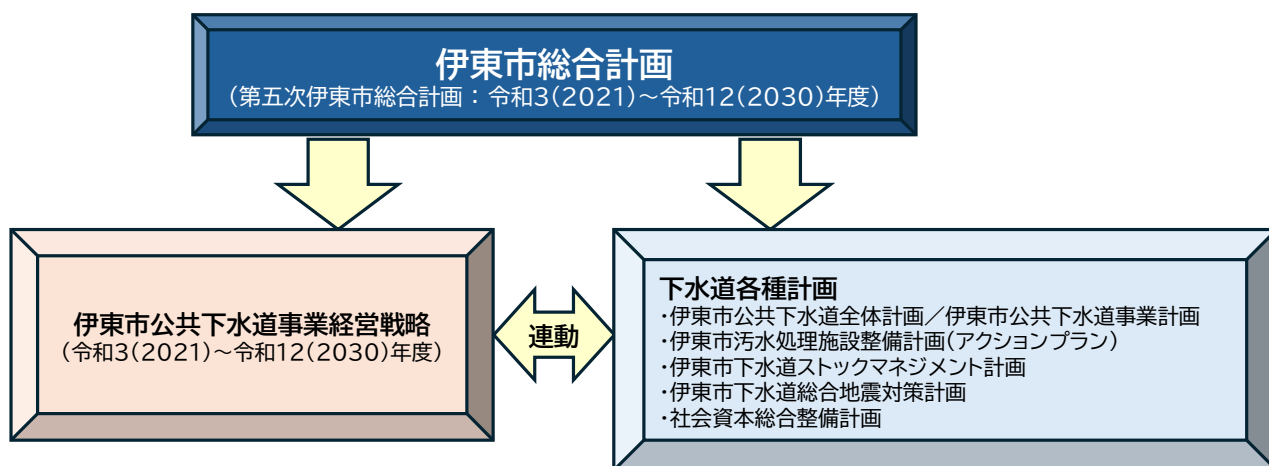 伊東市総合計画
(第五次伊東市総合計画:令和3(2021)~令和12(2030)年度)
伊東市公共下水道事業経営戦略
(令和3(2021)~令和12(2030)年度)
連動
下水道各種計画
・伊東市公共下水道全体計画/伊東市公共下水道事業計画
・伊東市汚水処理施設整備計画(アクションプラン)
・伊東市下水道ストックマネジメント計画
・伊東市下水道総合地震対策計画
・社会資本総合整備計画